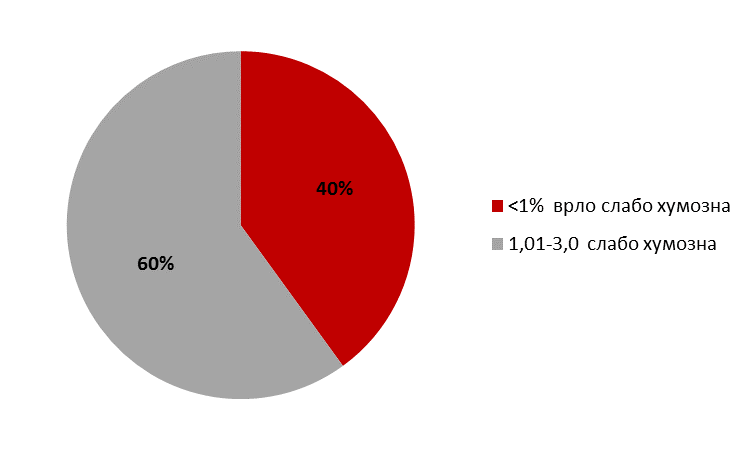 40%
60%
<1% врло слабо хумозна
1,01-3,0 слабо хумозна